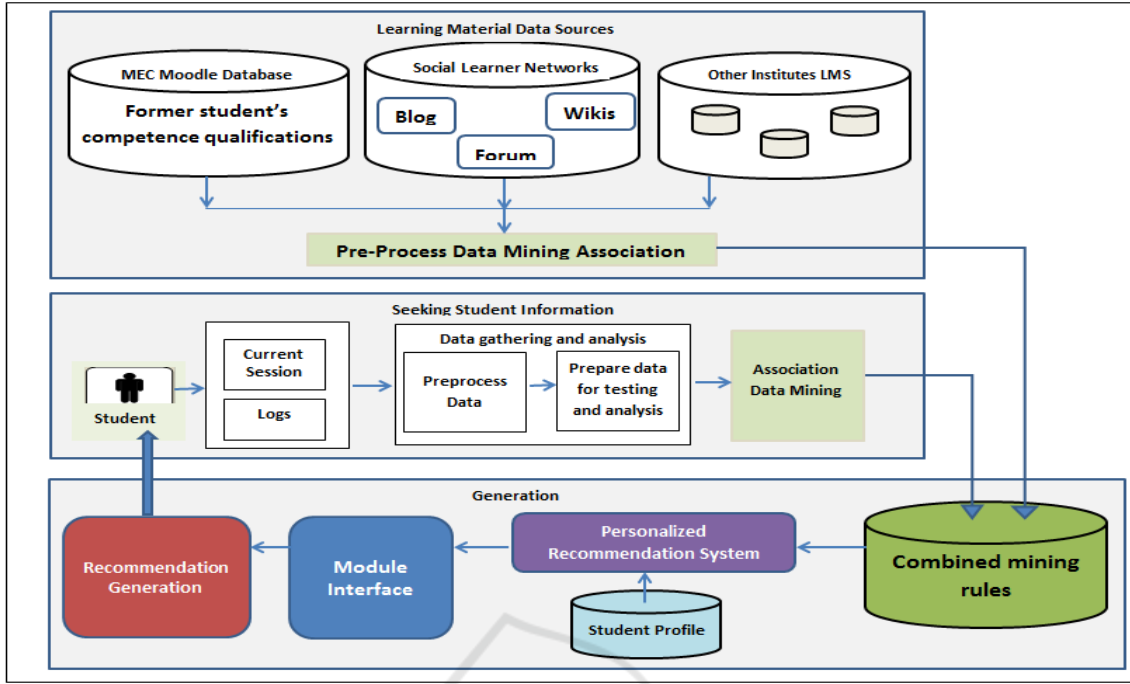 Learning Material Data Sources
MEC Moodle Database
Former student's
competence qualifications
Social Learner Networks
Blog
Wikis
Forum
Other Institutes LMS
Pre-Process Data Mining Association
Seeking Student Information
Student
Current
Session
Logs
Data gathering and analysis
Preprocess
Data
Prepare data
for testing
and analysis
Association
Data Mining
Generation
Recommendation
Generation
Module
Interface
Personalized
Recommendation System
Student Profile
Combined mining
rules